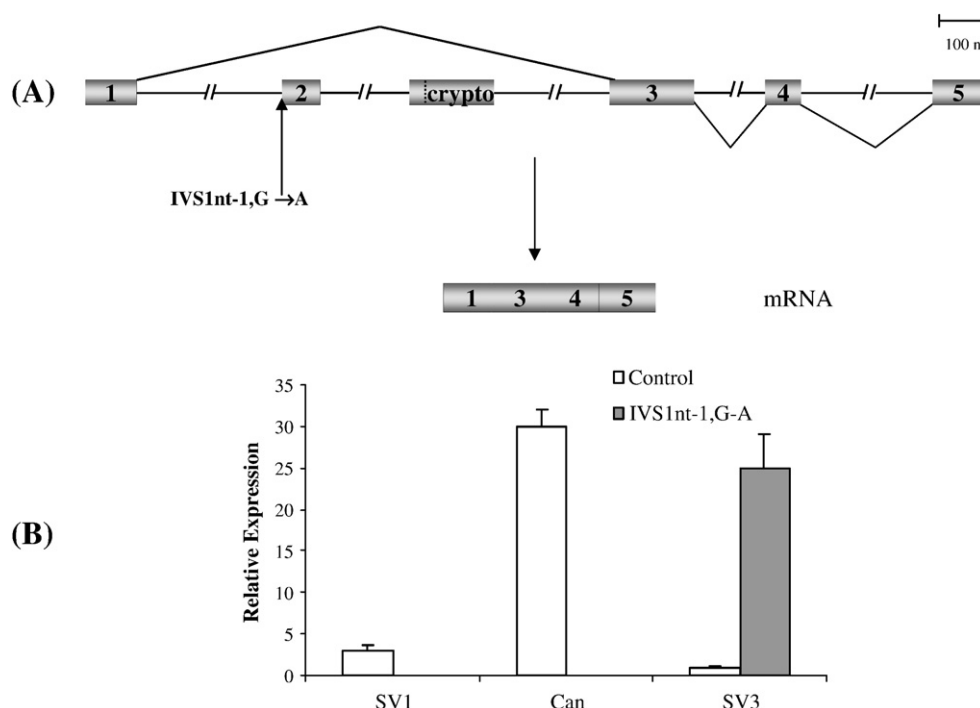 100 n
(A)
1 2 crypto 3 4 5
IVS1nt-1,G→A
1 3 4 5 mRNA
(B)
Relative Expression
35
30
25
20
15
10
5
0
Control
IVS1nt-1,G-A
SV1 Can SV3